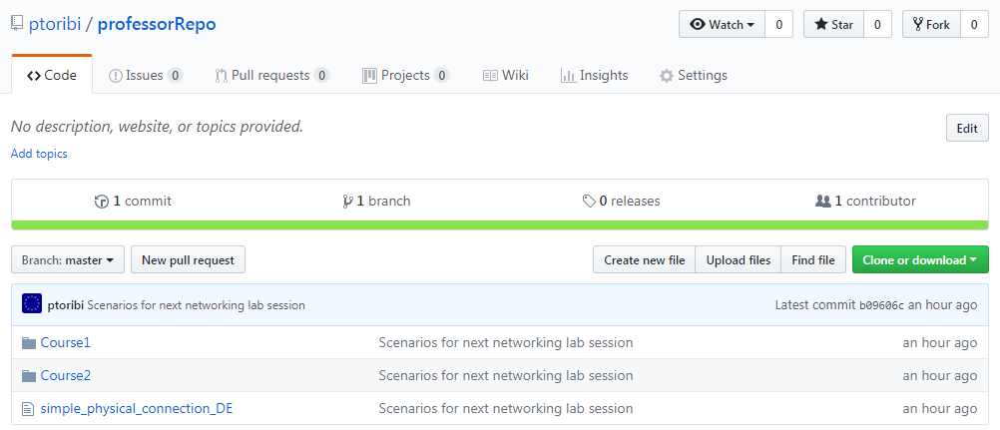 ptoribi / professorRepo
Watch 0 Star 0 Fork 0
Code Issues 0 Pull requests 0 Projects 0 Wiki Insights Settings
No description, website, or topics provided.
Edit
Add topics
1 commit 1 branch 0 releases 1 contributor
Branch: master New pull request Create new file Upload files Find file Clone or download
ptoribi Scenarios for next networking lab session Latest commit b09606c an hour ago
Course1 Scenarios for next networking lab session an hour ago
Course2 Scenarios for next networking lab session an hour ago
simple_physical_connection_DE Scenarios for next networking lab session an hour ago